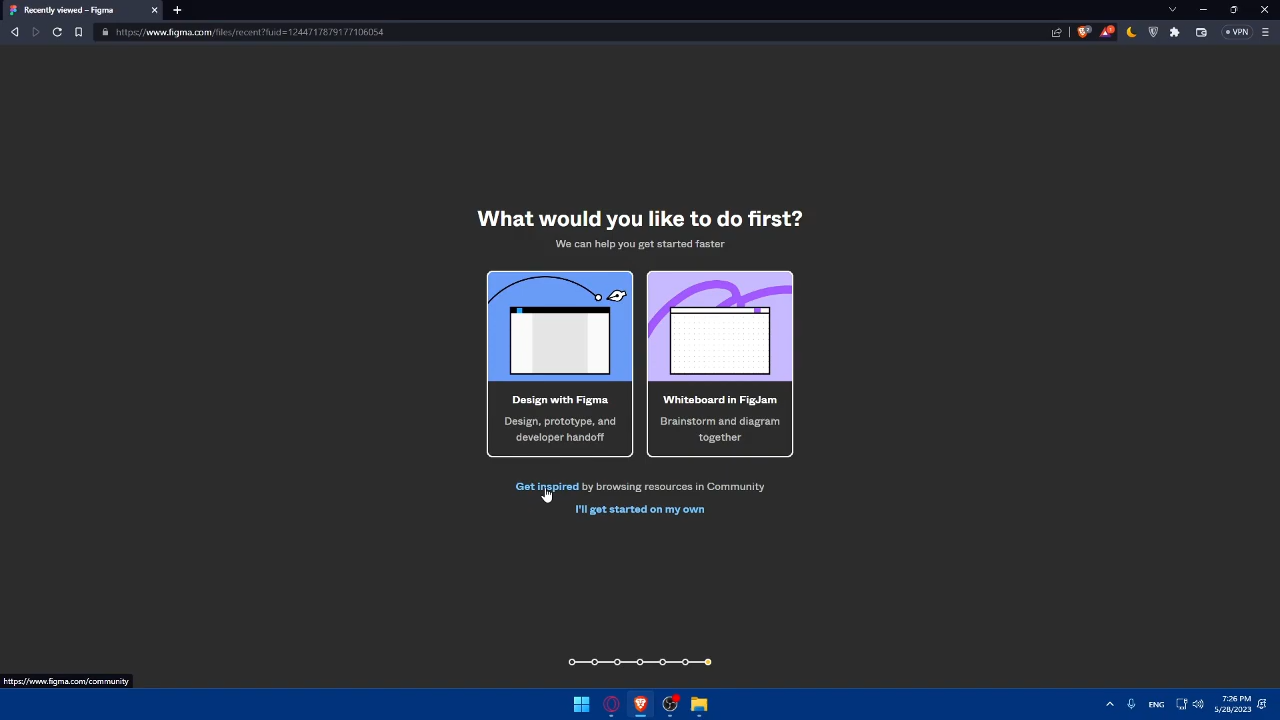 Recently viewed – Figma
https://www.figma.com/files/recent?fuid=1244717879177106054
VPN
What would you like to do first?
We can help you get started faster
Design with Figma
Design, prototype, and
developer handoff
Whiteboard in FigJam
Brainstorm and diagram
together
Get inspired by browsing resources in Community
I'll get started on my own
https://www.figma.com/community
ENG
7:26 PM
5/28/2023